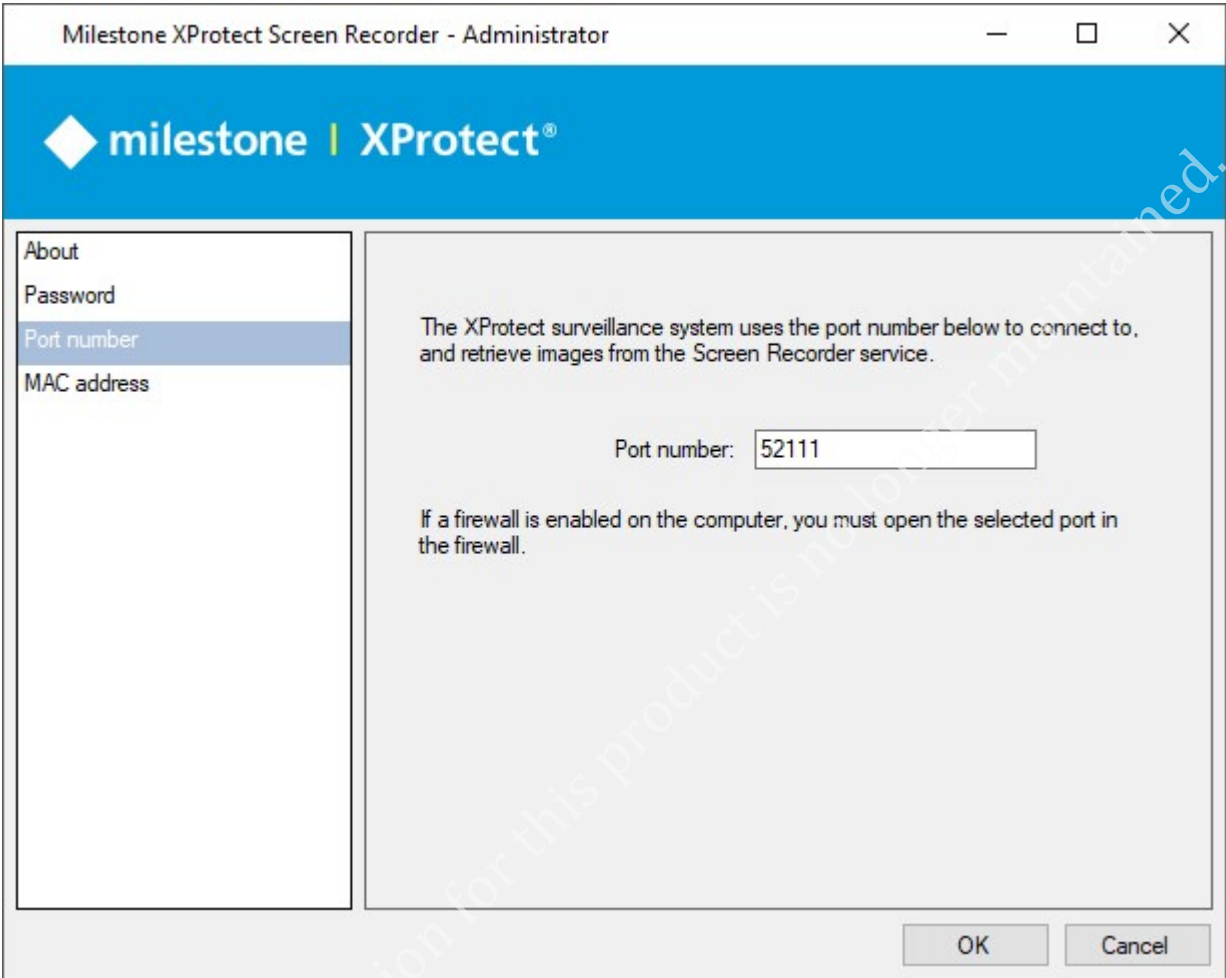 Milestone XProtect Screen Recorder - Administrator
milestone | XProtect®
About
Password
Port number
MAC address
The XProtect surveillance system uses the port number below to connect to,
and retrieve images from the Screen Recorder service.
Port number: 52111
If a firewall is enabled on the computer, you must open the selected port in
the firewall.
OK
Cancel
for this product is no longer maintained.